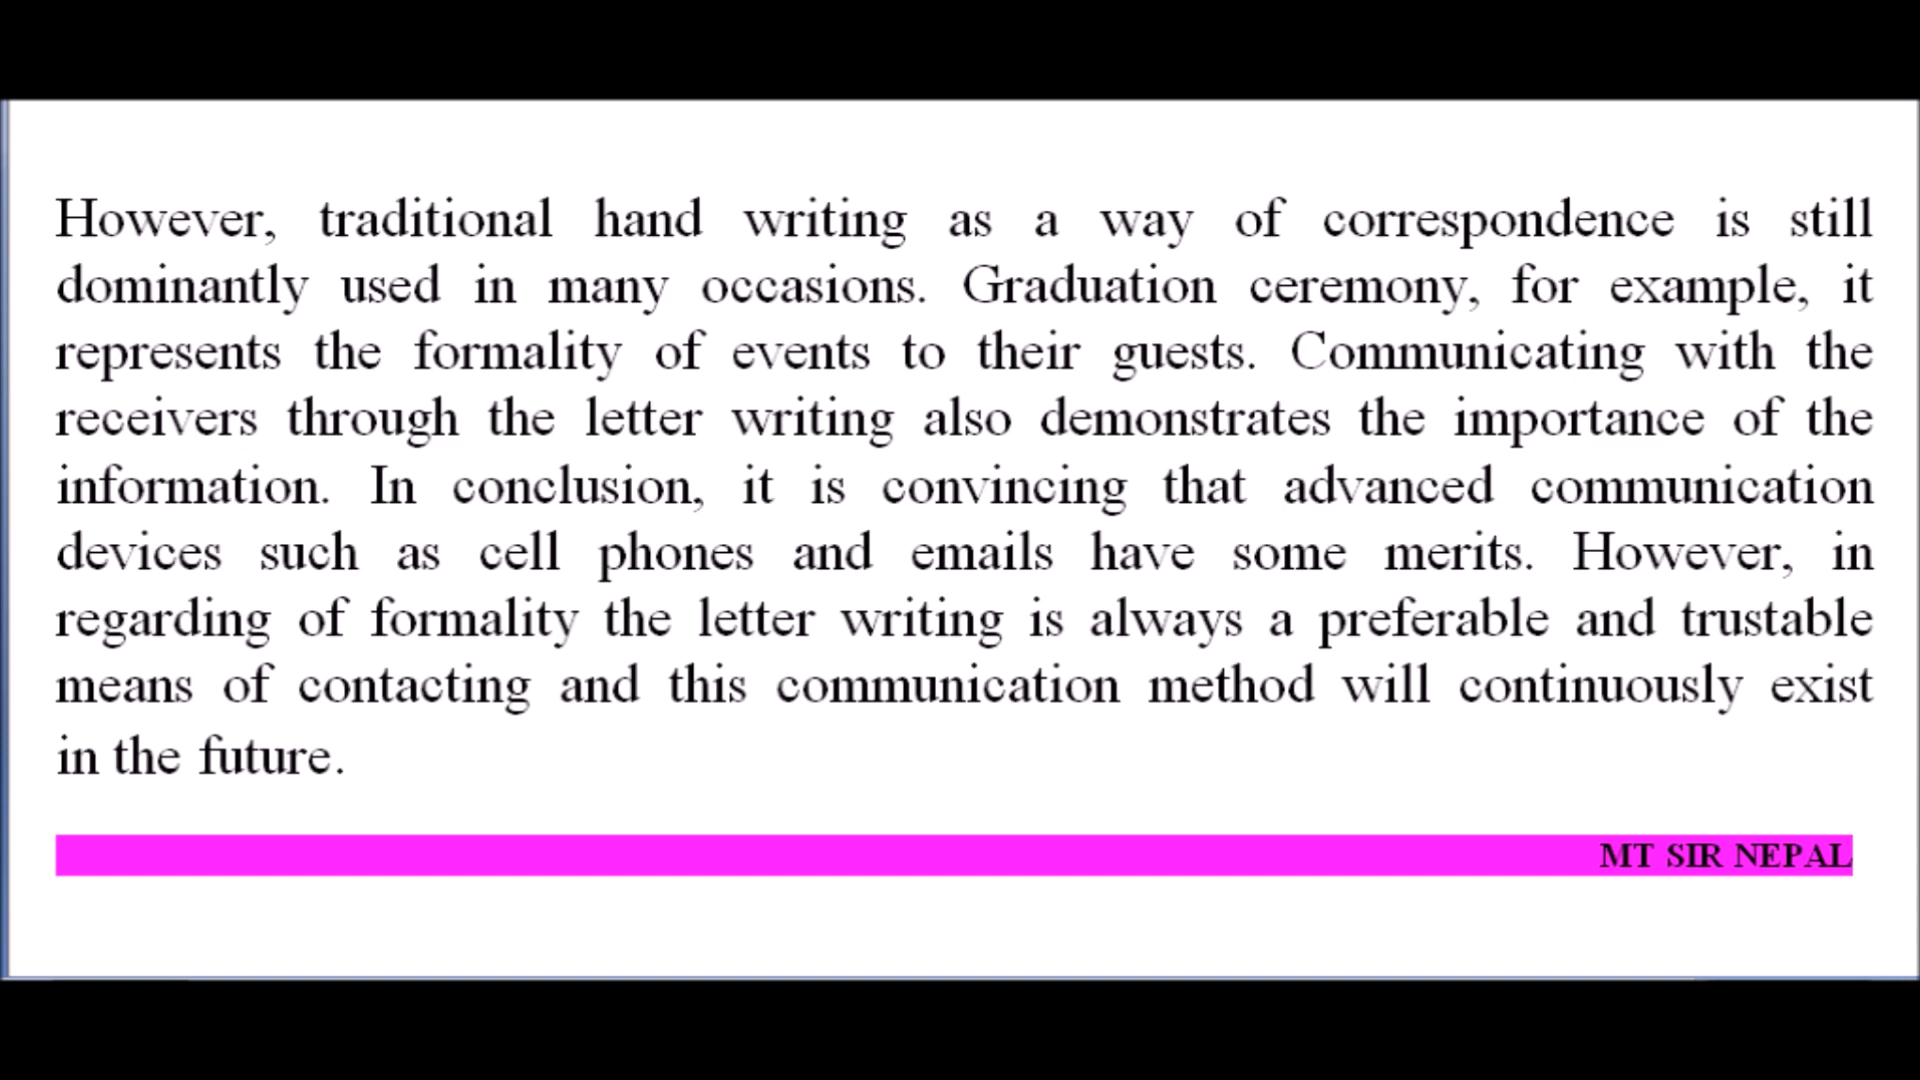 However, traditional hand writing as a way of correspondence is still
dominantly used in many occasions. Graduation ceremony, for example, it
represents the formality of events to their guests. Communicating with the
receivers through the letter writing also demonstrates the importance of the
information. In conclusion, it is convincing that advanced communication
devices such as cell phones and emails have some merits. However, in
regarding of formality the letter writing is always a preferable and trustable
means of contacting and this communication method will continuously exist
in the future.
MT SIR NEPAL